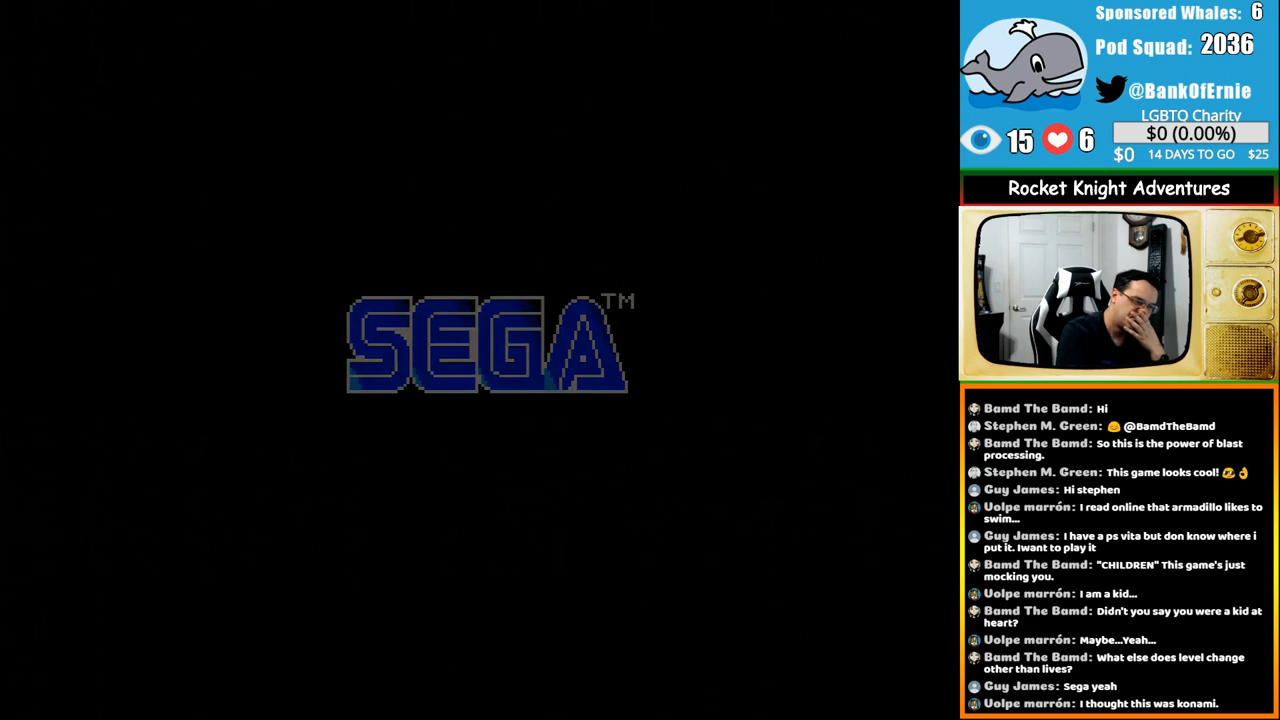 SEGA™
Sponsored Whales: 6
Pod Squad: 2036
@BankOfErnie
LGBTQ Charity
15
6
$0 (0.00%)
$0 14 DAYS TO GO $25
Rocket Knight Adventures
Bamd The Bamd: Hi
Stephen M. Green: 🤗 @BamdTheBamd
Bamd The Bamd: So this is the power of blast
processing.
Stephen M. Green: This game looks cool! 👌
Guy James: Hi stephen
Uolpe marrón: I read online that armadillo likes to
swim...
Guy James: I have a ps vita but don know where i
put it. Iwant to play it
Bamd The Bamd: "CHILDREN" This game's just
mocking you.
Uolpe marrón: I am a kid...
Bamd The Bamd: Didn't you say you were a kid at
heart?
Uolpe marrón: Maybe...Yeah...
Bamd The Bamd: What else does level change
other than lives?
Guy James: Sega yeah
Uolpe marrón: I thought this was konami.